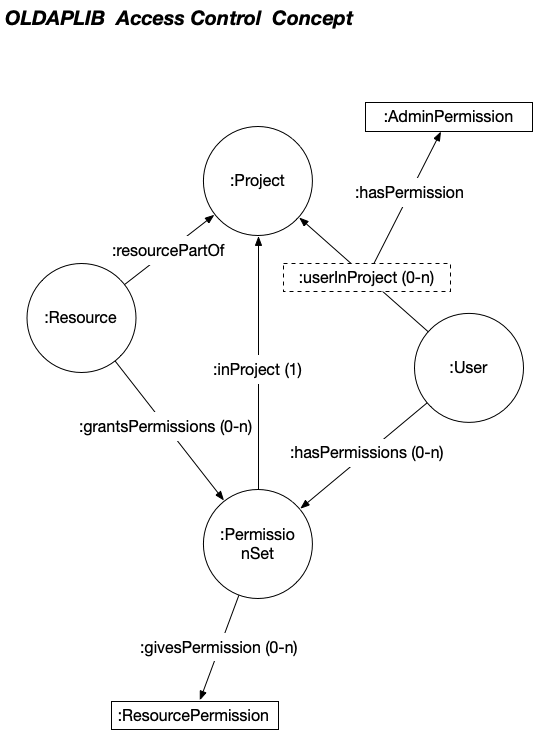 OLDAPLIB Access Control Concept
:AdminPermission
:Project
:hasPermission
:resourcePartOf
:userInProject (0-n)
:Resource
:inProject (1)
:User
:grantsPermissions (0-n)
:hasPermissions (0-n)
:Permissio
nSet
:givesPermission (0-n)
:ResourcePermission